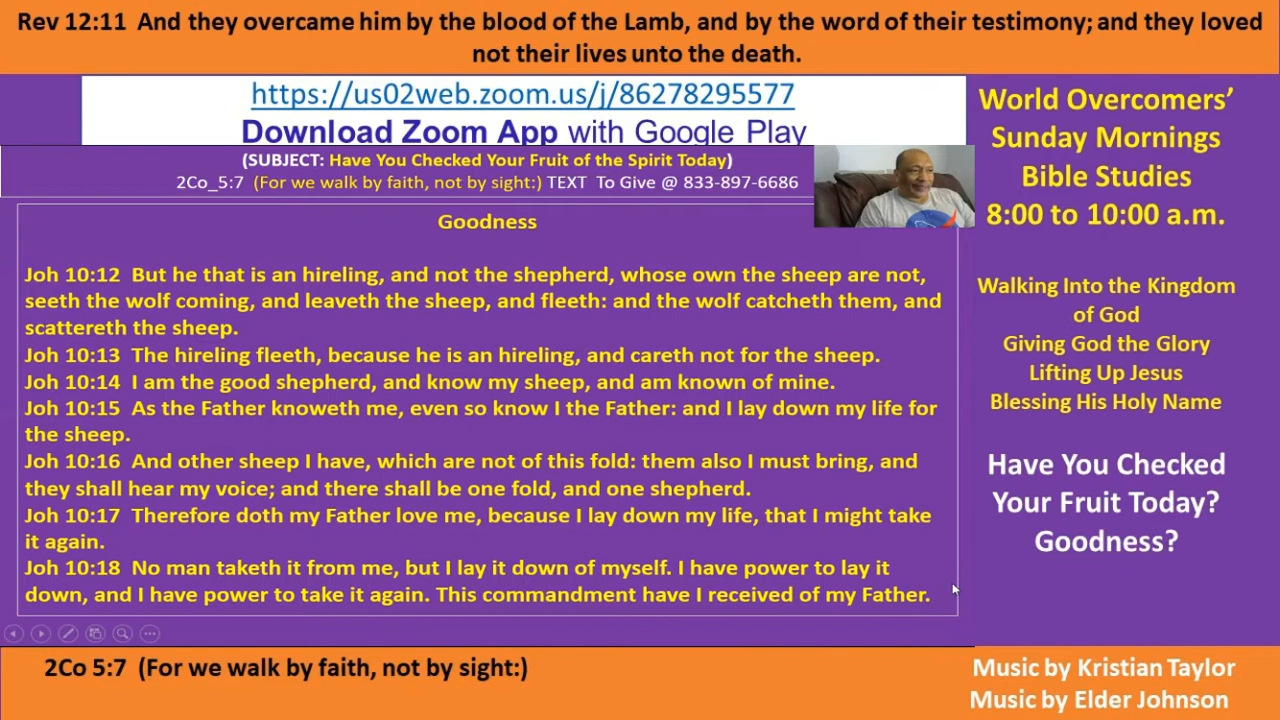 Rev 12:11  And they overcame him by the blood of the Lamb, and by the word of their testimony; and they loved
not their lives unto the death.
https://us02web.zoom.us/j/86278295577
Download Zoom App with Google Play
(SUBJECT: Have You Checked Your Fruit of the Spirit Today)
2Co_5:7  (For we walk by faith, not by sight:) TEXT  To Give @ 833-897-6686
Goodness
Joh 10:12  But he that is an hireling, and not the shepherd, whose own the sheep are not,
seeth the wolf coming, and leaveth the sheep, and fleeth: and the wolf catcheth them, and
scattereth the sheep.
Joh 10:13  The hireling fleeth, because he is an hireling, and careth not for the sheep.
Joh 10:14  I am the good shepherd, and know my sheep, and am known of mine.
Joh 10:15  As the Father knoweth me, even so know I the Father: and I lay down my life for
the sheep.
Joh 10:16  And other sheep I have, which are not of this fold: them also I must bring, and
they shall hear my voice; and there shall be one fold, and one shepherd.
Joh 10:17  Therefore doth my Father love me, because I lay down my life, that I might take
it again.
Joh 10:18  No man taketh it from me, but I lay it down of myself. I have power to lay it
down, and I have power to take it again. This commandment have I received of my Father.
World Overcomers’
Sunday Mornings
Bible Studies
8:00 to 10:00 a.m.
Walking Into the Kingdom
of God
Giving God the Glory
Lifting Up Jesus
Blessing His Holy Name
Have You Checked
Your Fruit Today?
Goodness?
2Co 5:7  (For we walk by faith, not by sight:)
Music by Kristian Taylor
Music by Elder Johnson